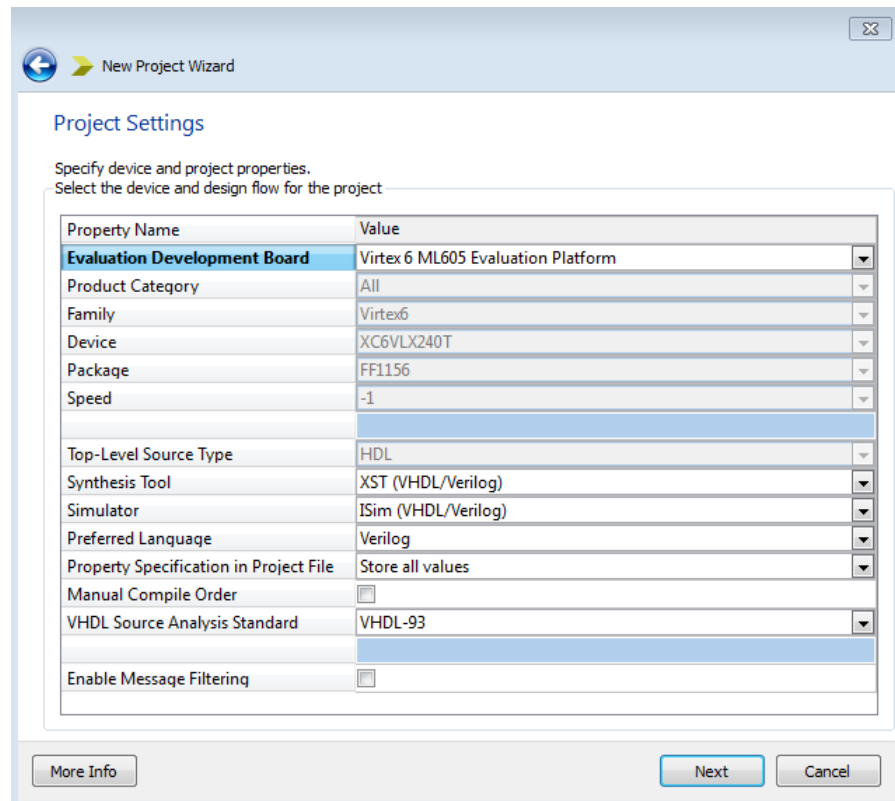 New Project Wizard
Project Settings
Specify device and project properties.
Select the device and design flow for the project
Property Name Value
Evaluation Development Board Virtex 6 ML605 Evaluation Platform
Product Category All
Family Virtex6
Device XC6VLX240T
Package FF1156
Speed -1
Top-Level Source Type HDL
Synthesis Tool XST (VHDL/Verilog)
Simulator ISim (VHDL/Verilog)
Preferred Language Verilog
Property Specification in Project File Store all values
Manual Compile Order
VHDL Source Analysis Standard VHDL-93
Enable Message Filtering
More Info Next Cancel